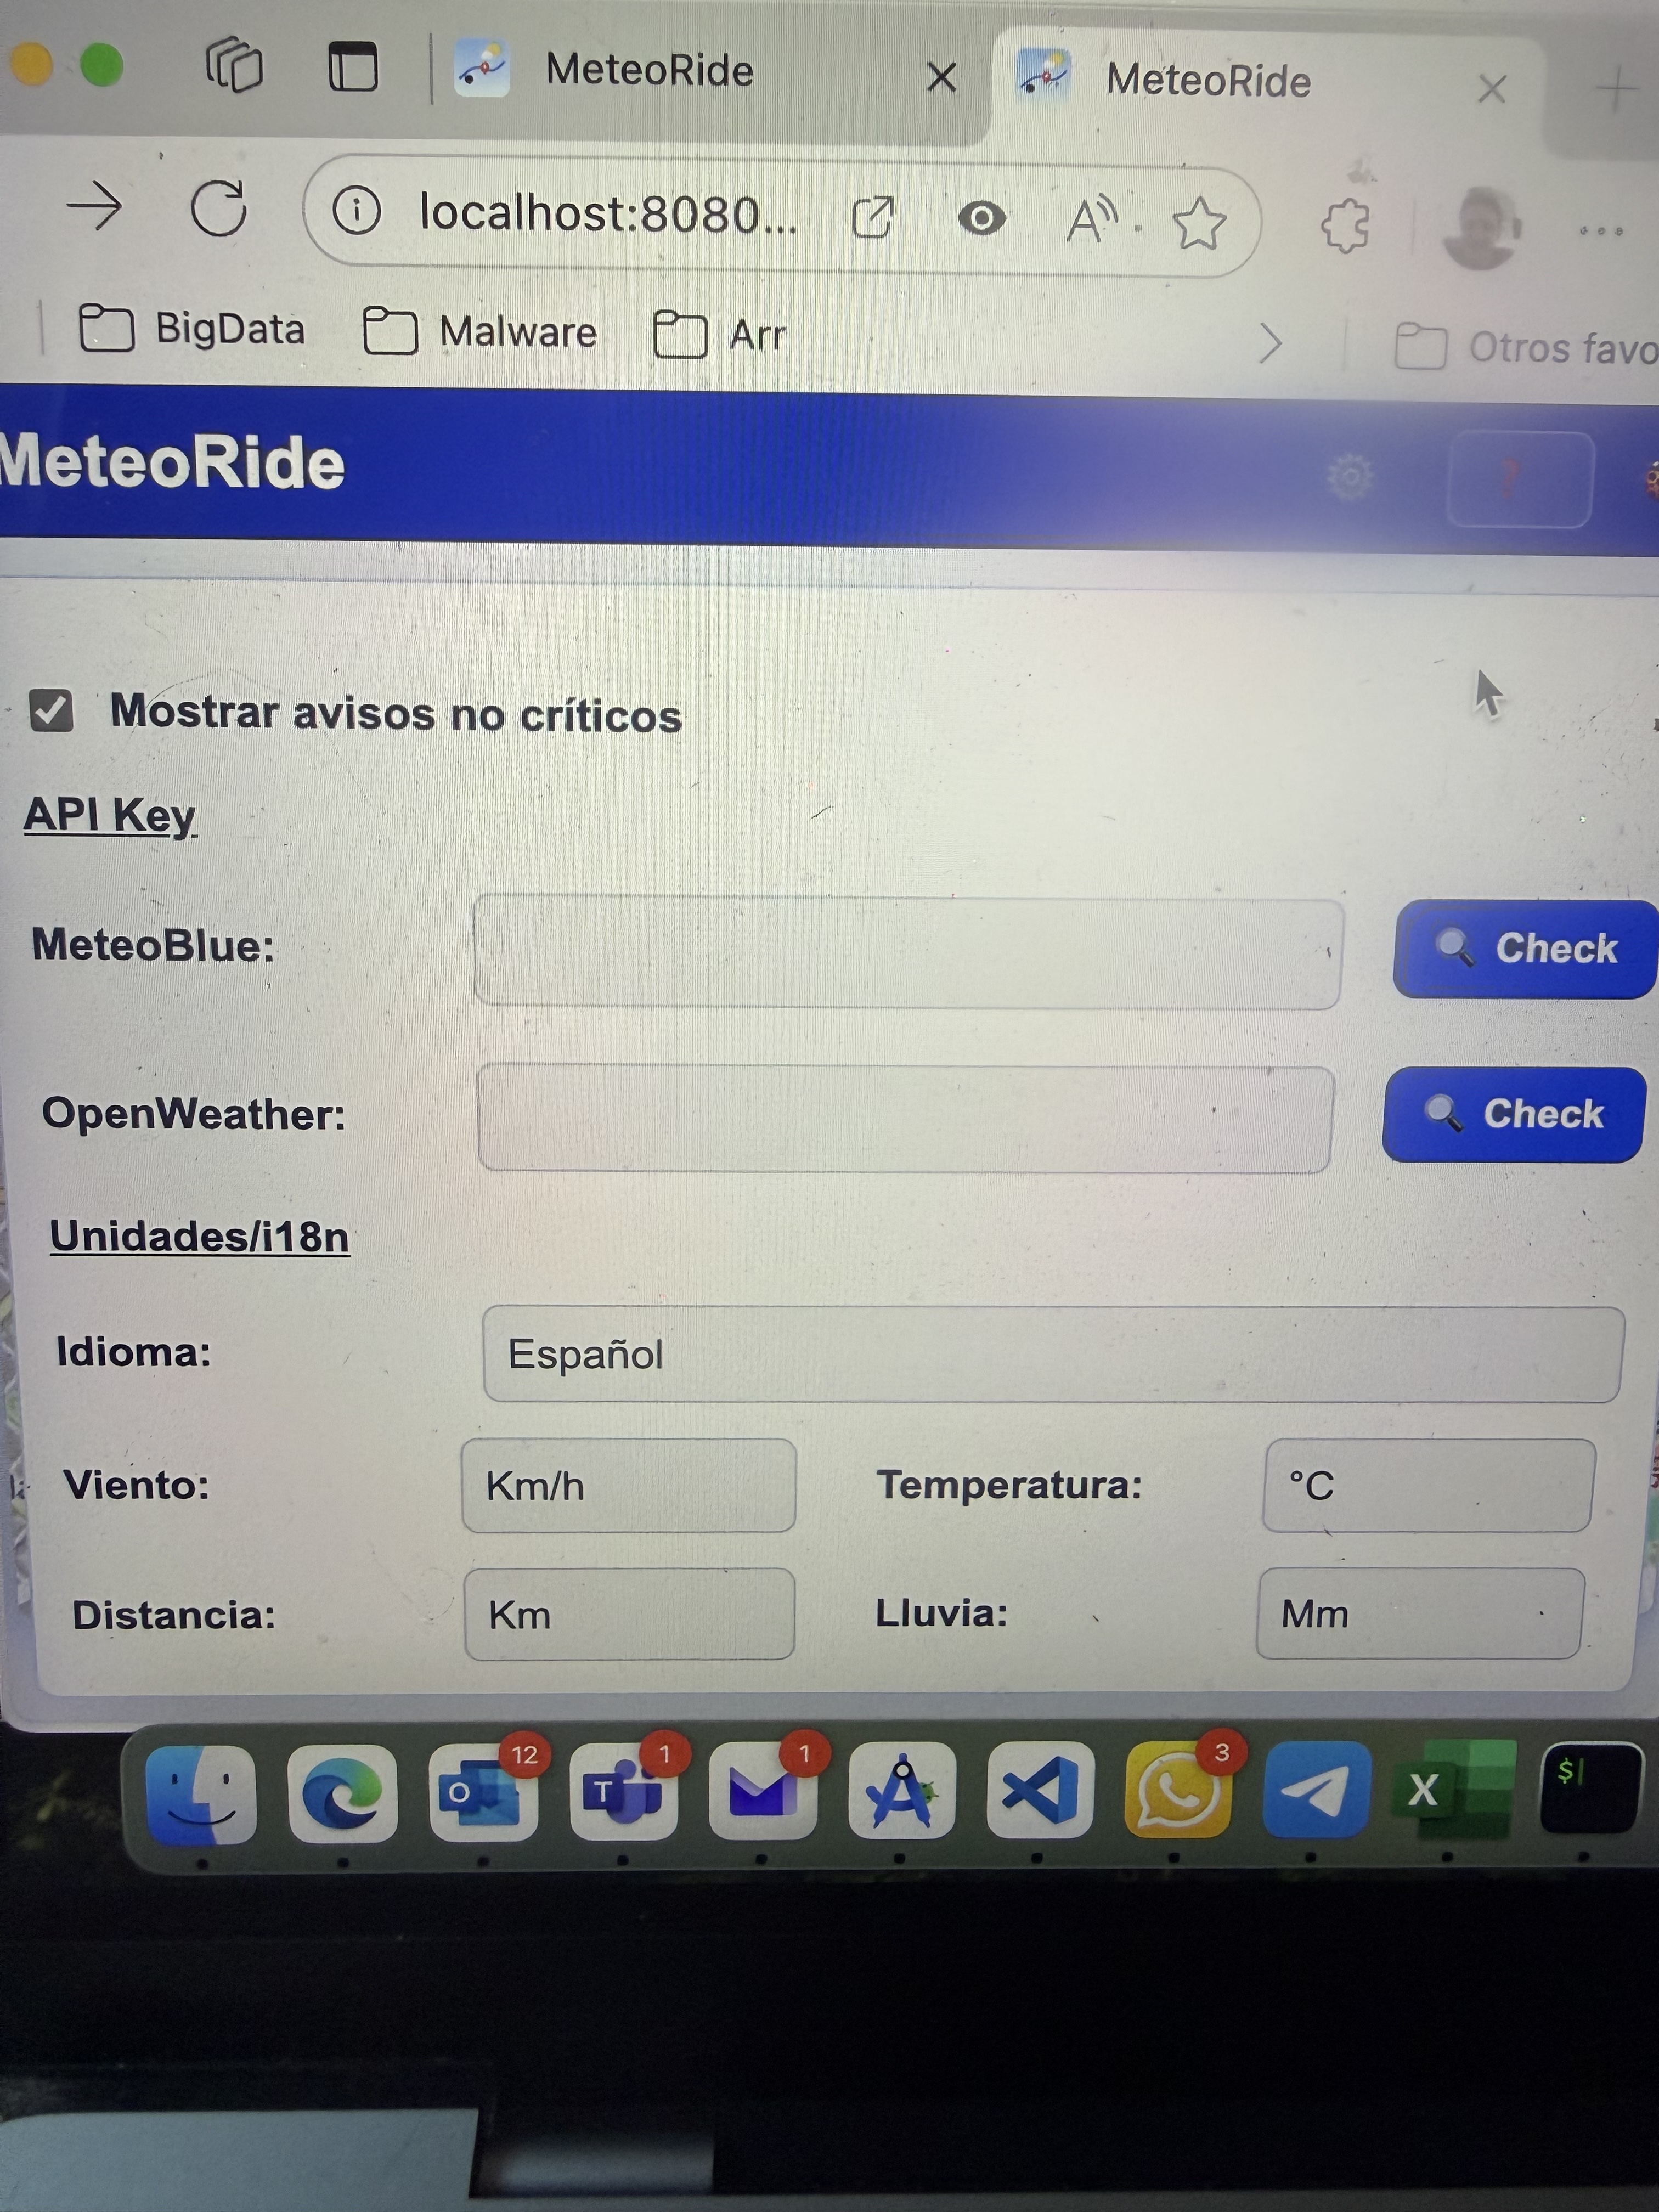 MeteoRide
MeteoRide
localhost:8080...
BigData Malware Arr Otros favo
MeteoRide
Mostrar avisos no críticos
API Key
MeteoBlue: Check
OpenWeather: Check
Unidades/i18n
Idioma: Español
Viento: Km/h Temperatura: °C
Distancia: Km Lluvia: Mm
12 1 1 3
O T X $